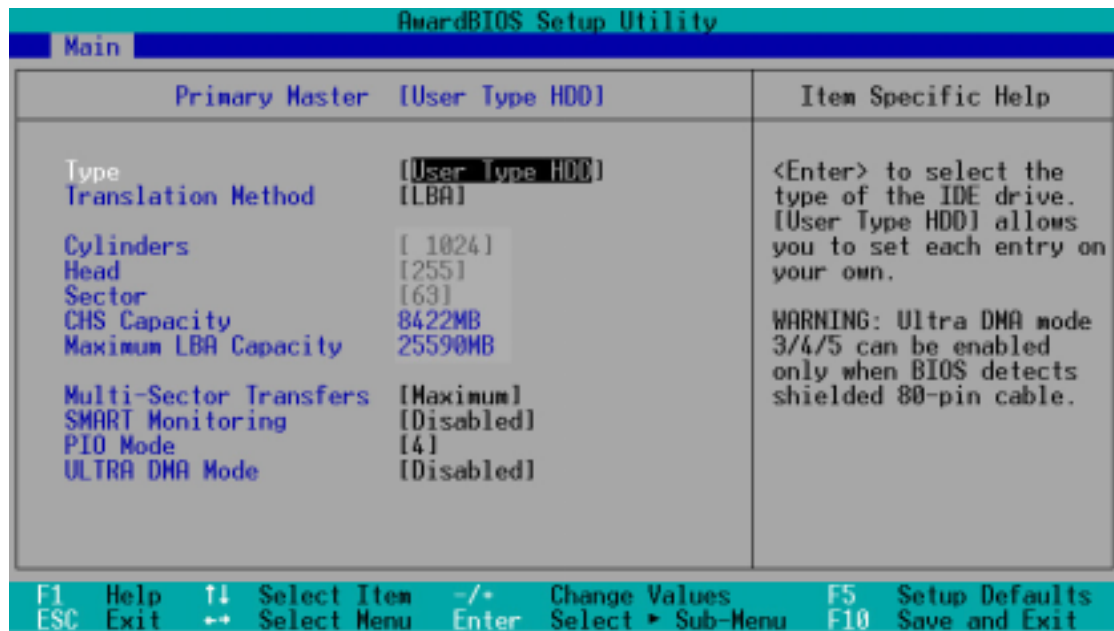 AwardBIOS Setup Utility
Main
Primary Master [User Type HDD]
Item Specific Help
Type [User Type HDD]
Translation Method [LBA]
Cylinders [ 1024]
Head [255]
Sector [63]
CHS Capacity 8422MB
Maximum LBA Capacity 25590MB
Multi-Sector Transfers [Maximum]
SMART Monitoring [Disabled]
PIO Mode [4]
ULTRA DMA Mode [Disabled]
<Enter> to select the
type of the IDE drive.
[User Type HDD] allows
you to set each entry on
your own.
WARNING: Ultra DMA mode
3/4/5 can be enabled
only when BIOS detects
shielded 80-pin cable.
F1 Help ↑↓ Select Item -/+ Change Values F5 Setup Defaults
ESC Exit ←→ Select Menu Enter Select ► Sub-Menu F10 Save and Exit